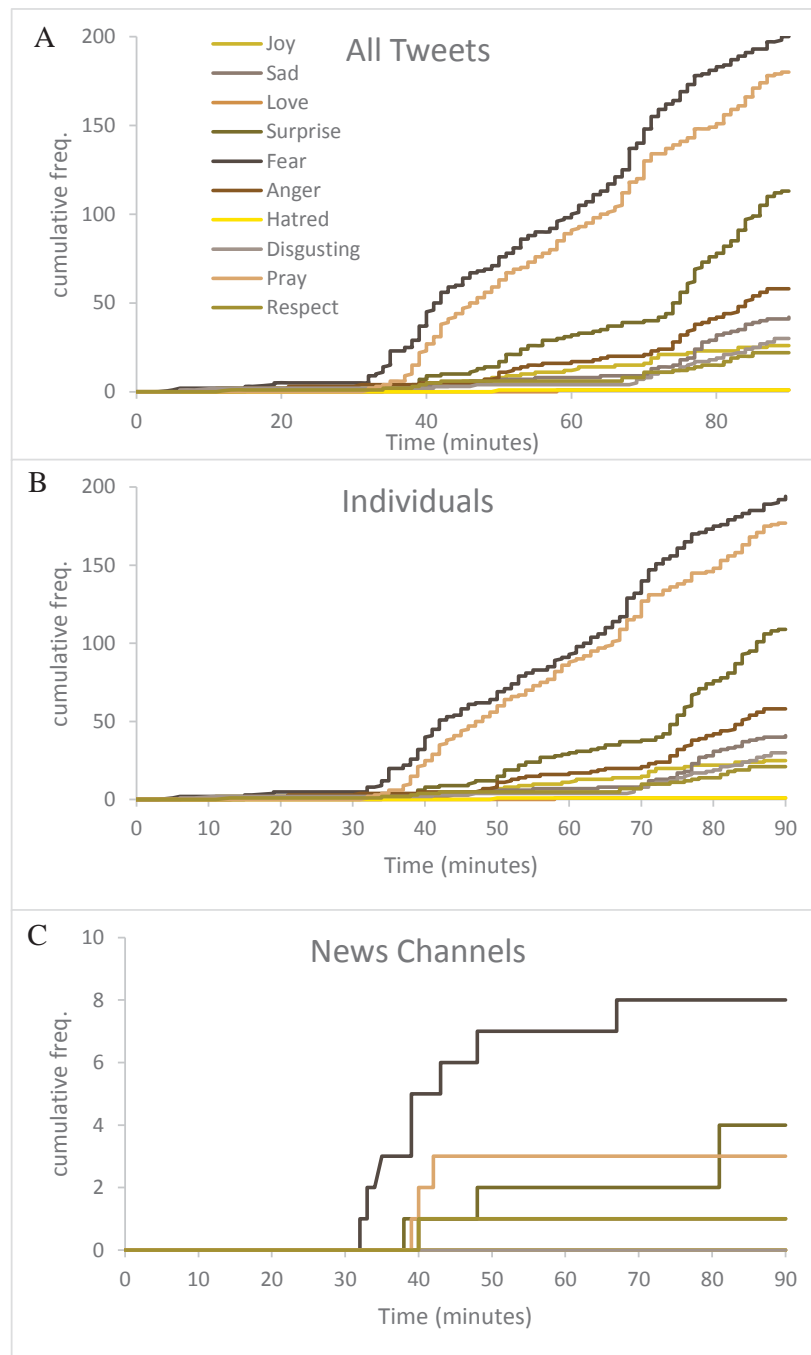 A
All Tweets
Joy
Sad
Love
Surprise
Fear
Anger
Hatred
Disgusting
Pray
Respect
cumulative freq.
200
150
100
50
0
0 20 40 60 80
Time (minutes)
B
Individuals
cumulative freq.
200
150
100
50
0
0 10 20 30 40 50 60 70 80 90
Time (minutes)
C
News Channels
cumulative freq.
10
8
6
4
2
0
0 10 20 30 40 50 60 70 80 90
Time (minutes)